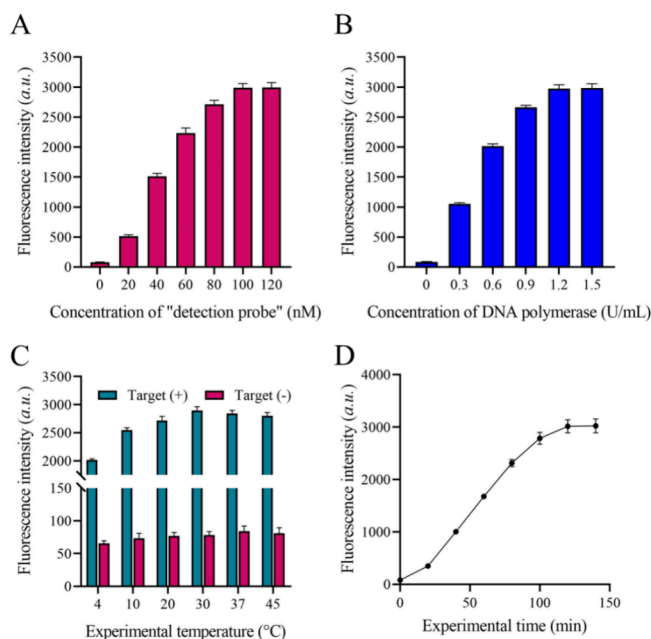 A
Fluorescence intensity (a.u.)
3500
3000
2500
2000
1500
1000
500
0
0 20 40 60 80 100 120
Concentration of "detection probe" (nM)
B
Fluorescence intensity (a.u.)
3500
3000
2500
2000
1500
1000
500
0
0 0.3 0.6 0.9 1.2 1.5
Concentration of DNA polymerase (U/mL)
C
Fluorescence intensity (a.u.)
Target (+) Target (-)
3500
3000
2500
2000
150
100
50
0
4 10 20 30 37 45
Experimental temperature (°C)
D
Fluorescence intensity (a.u.)
4000
3000
2000
1000
0
0 50 100 150
Experimental time (min)